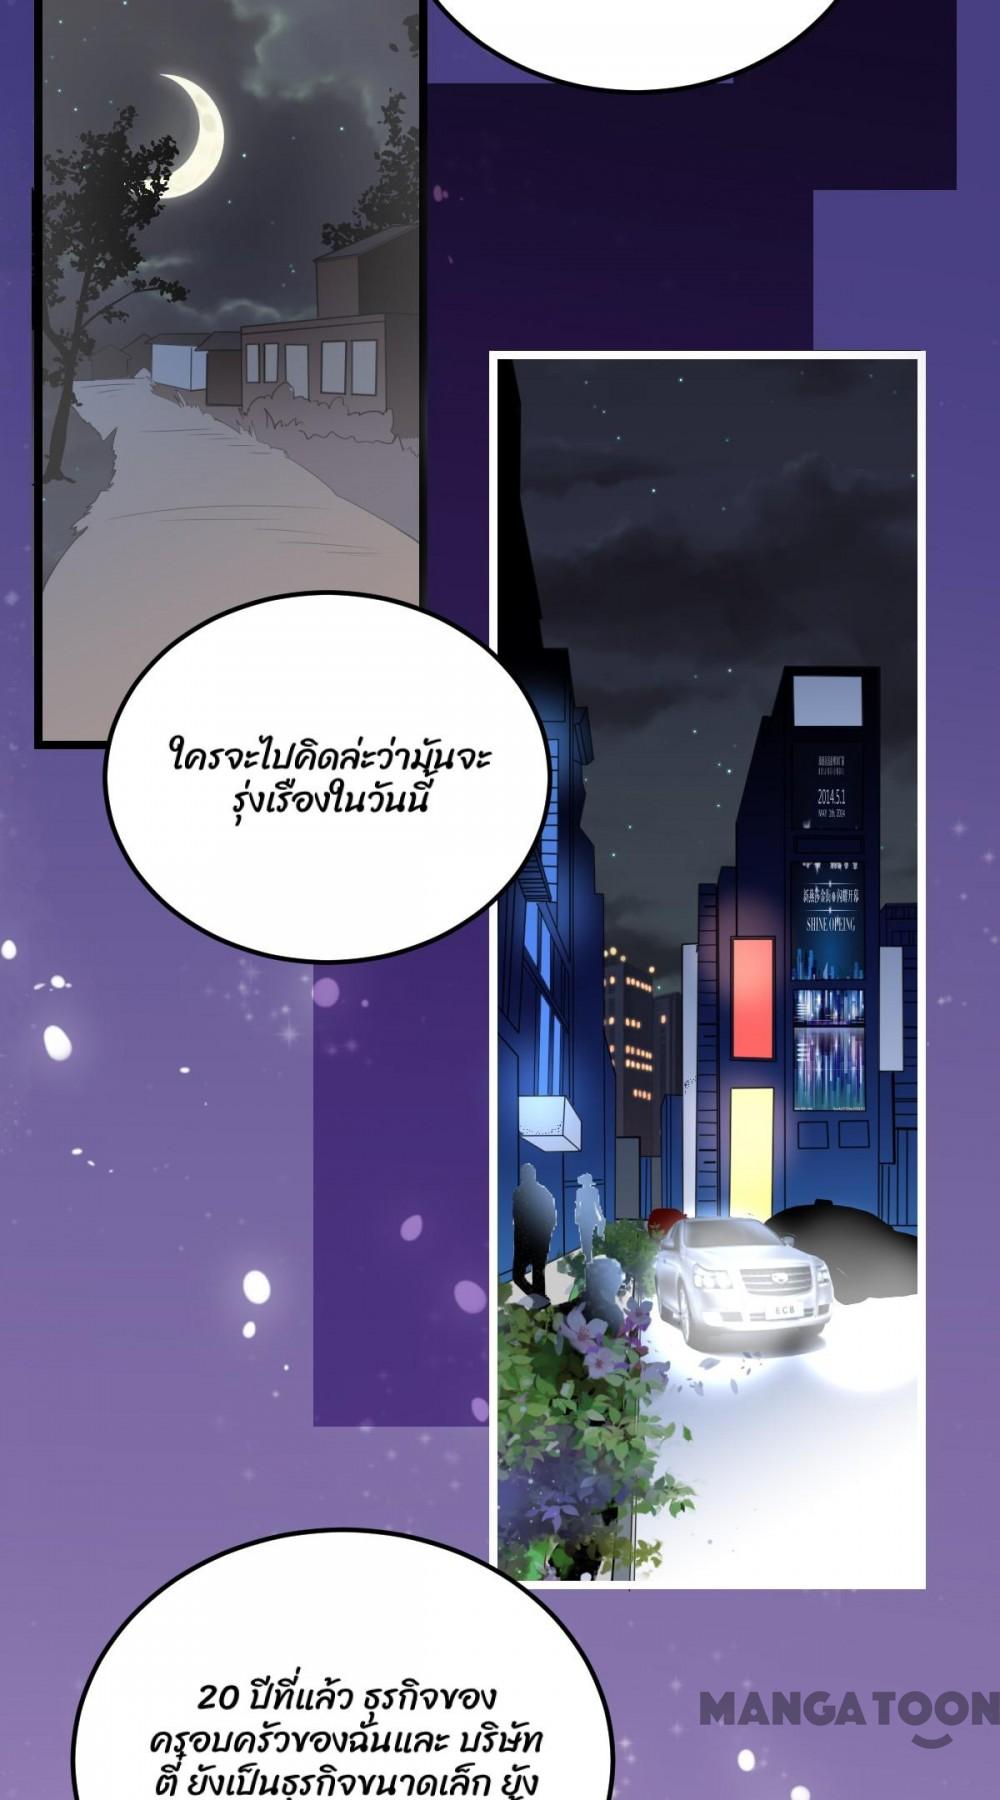 ใครจะไปคิดล่ะว่ามันจะ
รุ่งเรืองในวันนี้
2014.5.1
MAY 1st, 2014
SHINE OPEING
ECB
20 ปีที่แล้ว ธุรกิจของ
ครอบครัวของฉันและ บริษัท
ตี๋ ยังเป็นธุรกิจขนาดเล็ก ยัง
MANGATOON